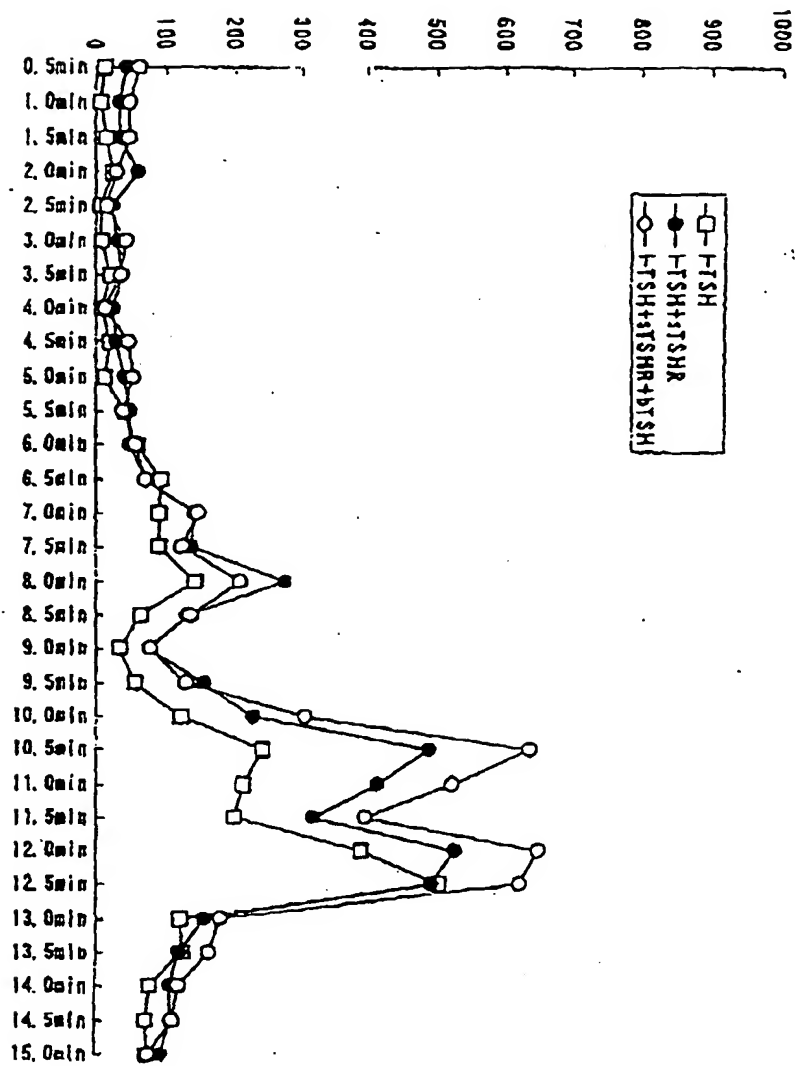 0
100
200
300
400
500
600
700
800
900
1000
I-TSH
I-TSH+sTSHR
I-TSH+sTSHR+bTSH
0.5min
1.0min
1.5min
2.0min
2.5min
3.0min
3.5min
4.0min
4.5min
5.0min
5.5min
6.0min
6.5min
7.0min
7.5min
8.0min
8.5min
9.0min
9.5min
10.0min
10.5min
11.0min
11.5min
12.0min
12.5min
13.0min
13.5min
14.0min
14.5min
15.0min